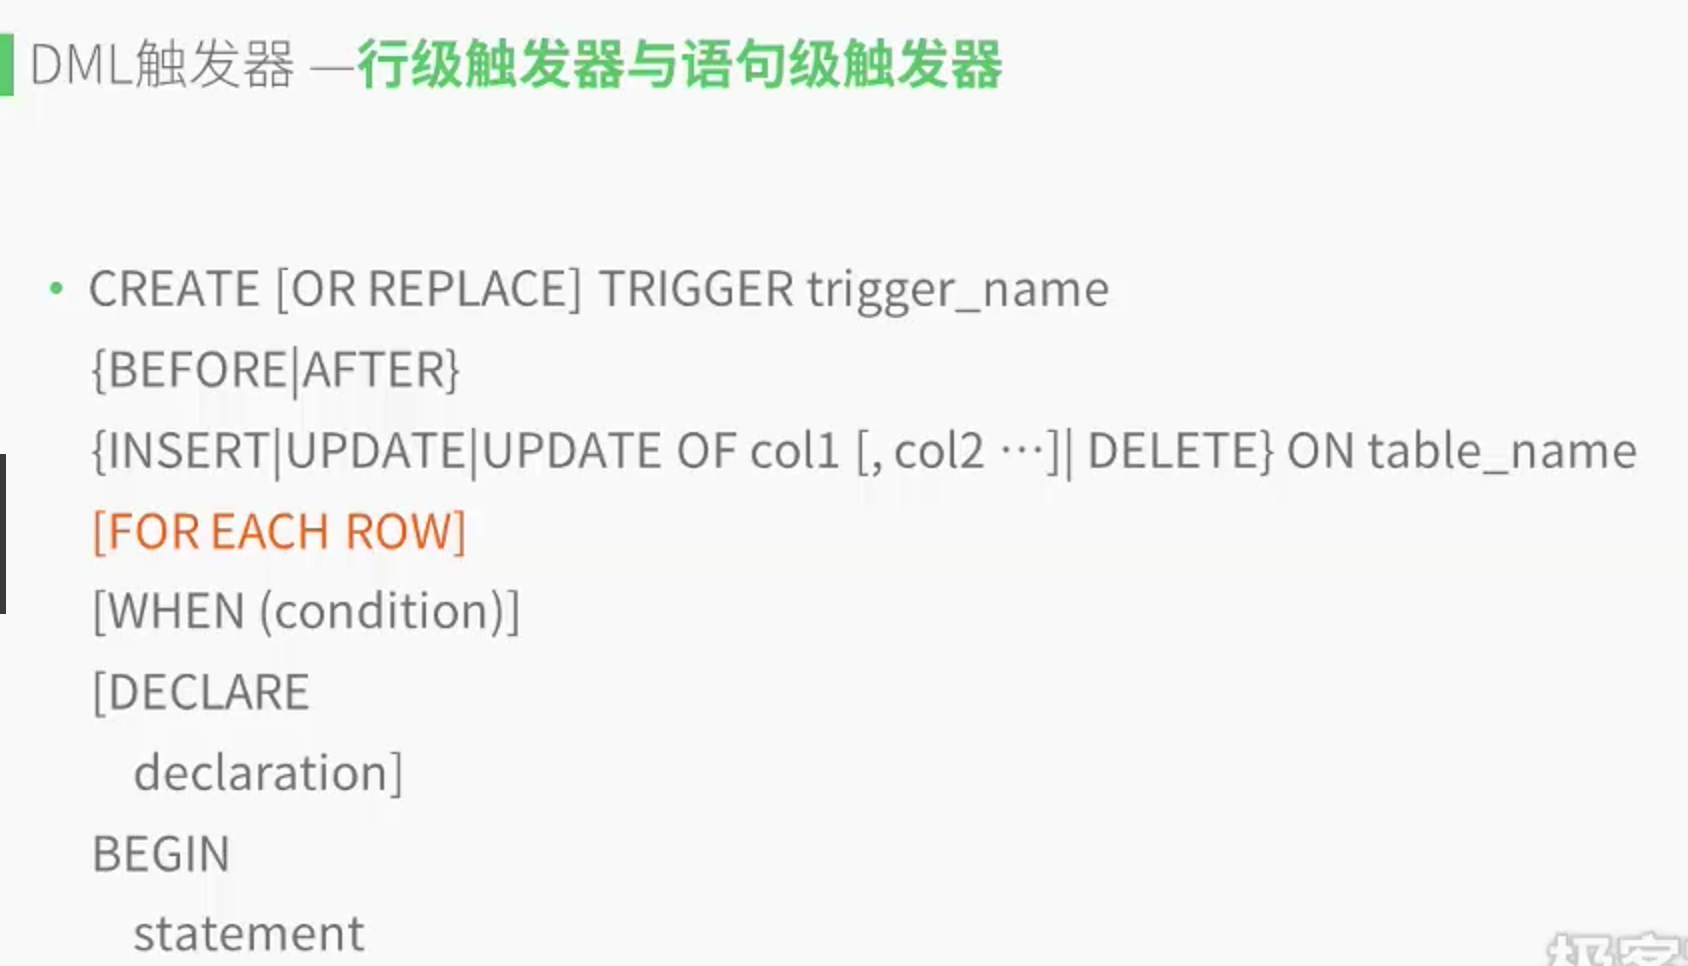 DML触发器 —行级触发器与语句级触发器
• CREATE [OR REPLACE] TRIGGER trigger_name
{BEFORE|AFTER}
{INSERT|UPDATE|UPDATE OF col1 [, col2 …]| DELETE} ON table_name
[FOR EACH ROW]
[WHEN (condition)]
[DECLARE
declaration]
BEGIN
statement